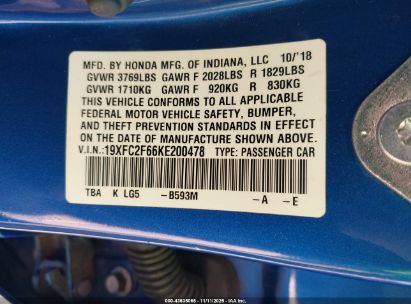 MFD. BY HONDA MFG. OF INDIANA, LLC 10/'18
GVWR 3769LBS GAWR F 2028LBS R 1829LBS
GVWR 1710KG GAWR F 920KG R 830KG
THIS VEHICLE CONFORMS TO ALL APPLICABLE
FEDERAL MOTOR VEHICLE SAFETY, BUMPER,
AND THEFT PREVENTION STANDARDS IN EFFECT
ON THE DATE OF MANUFACTURE SHOWN ABOVE.
V.I.N.: 19XFC2F66KE200478 TYPE: PASSENGER CAR
TBA K LG5 -B593M -A -E